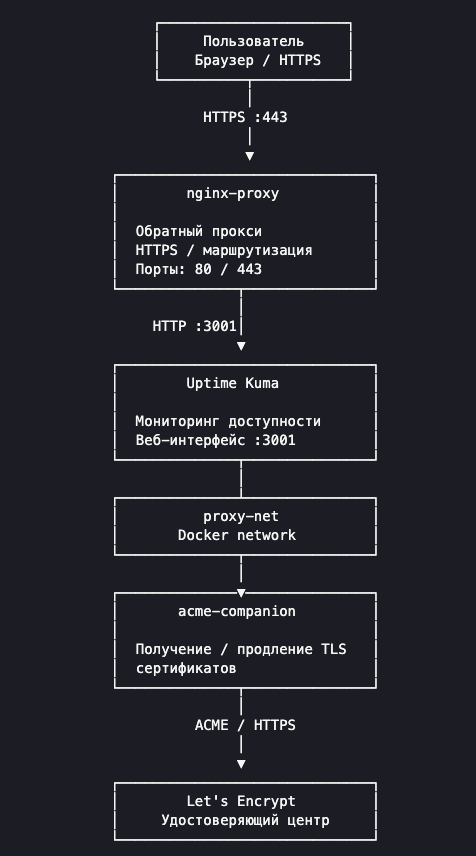 Пользователь
Браузер / HTTPS
HTTPS :443
nginx-proxy
Обратный прокси
HTTPS / маршрутизация
Порты: 80 / 443
HTTP :3001
Uptime Kuma
Мониторинг доступности
Веб-интерфейс :3001
proxy-net
Docker network
acme-companion
Получение / продление TLS
сертификатов
ACME / HTTPS
Let's Encrypt
Удостоверяющий центр